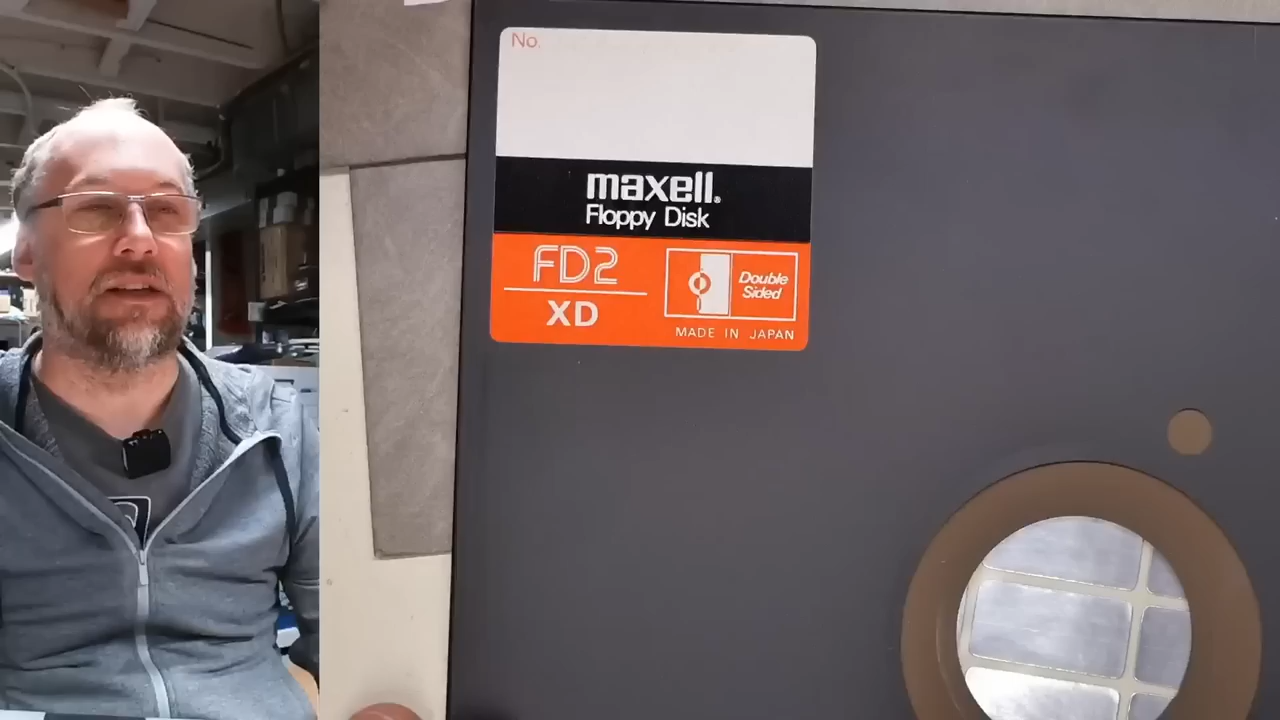 No.
maxell.
Floppy Disk
FD2
XD
Double
Sided
MADE IN JAPAN